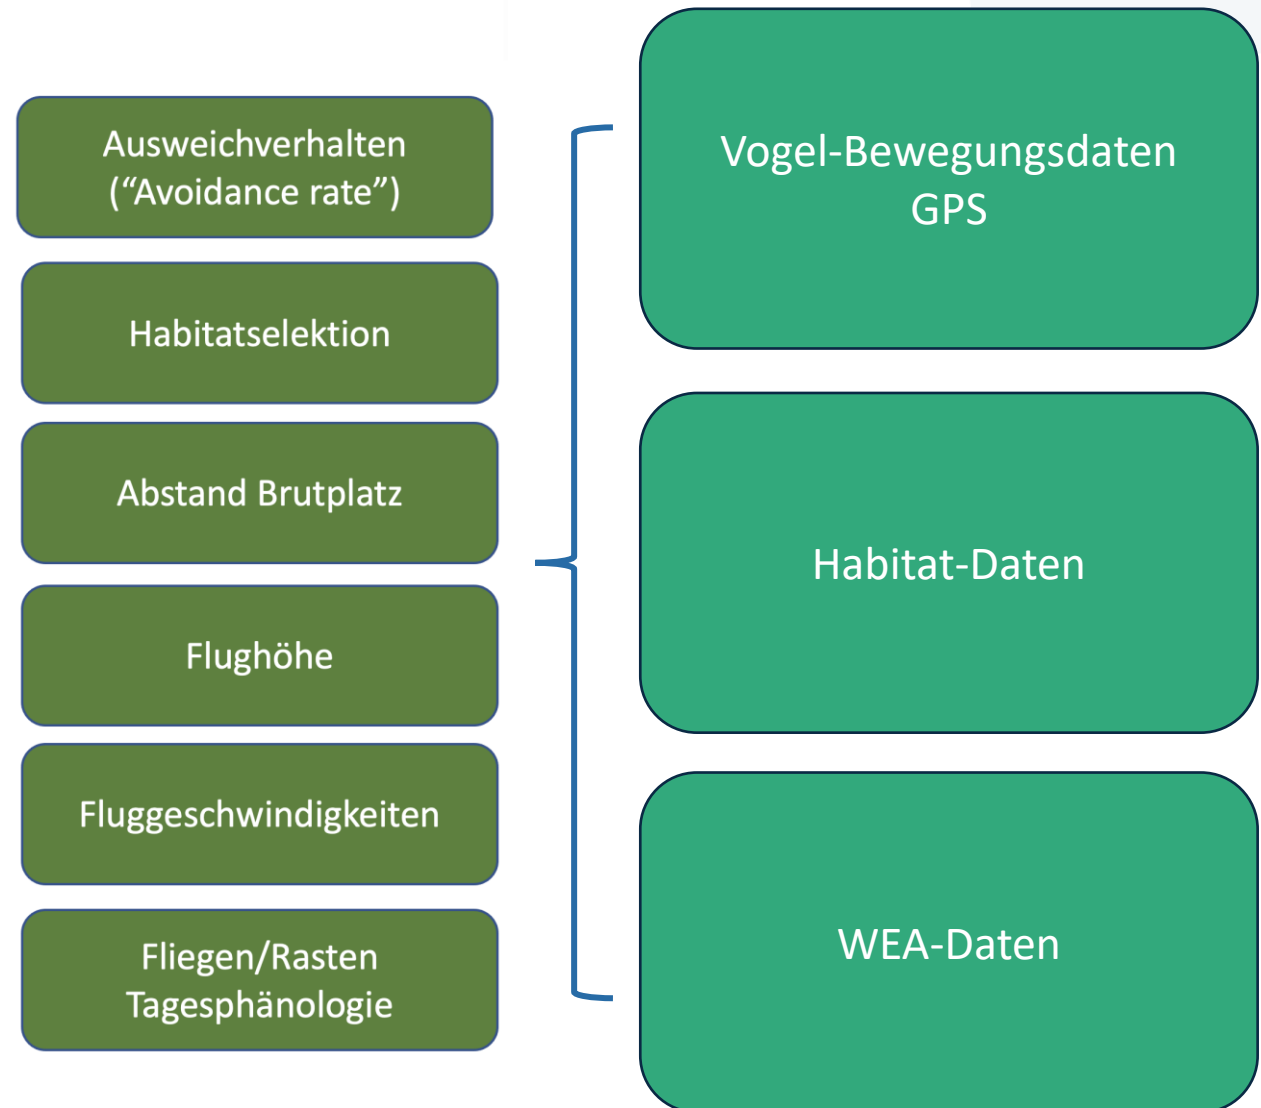 Ausweichverhalten
(“Avoidance rate”)
Habitatselektion
Abstand Brutplatz
Flughöhe
Fluggeschwindigkeiten
Fliegen/Rasten
Tagesphänologie
Vogel-Bewegungsdaten
GPS
Habitat-Daten
WEA-Daten